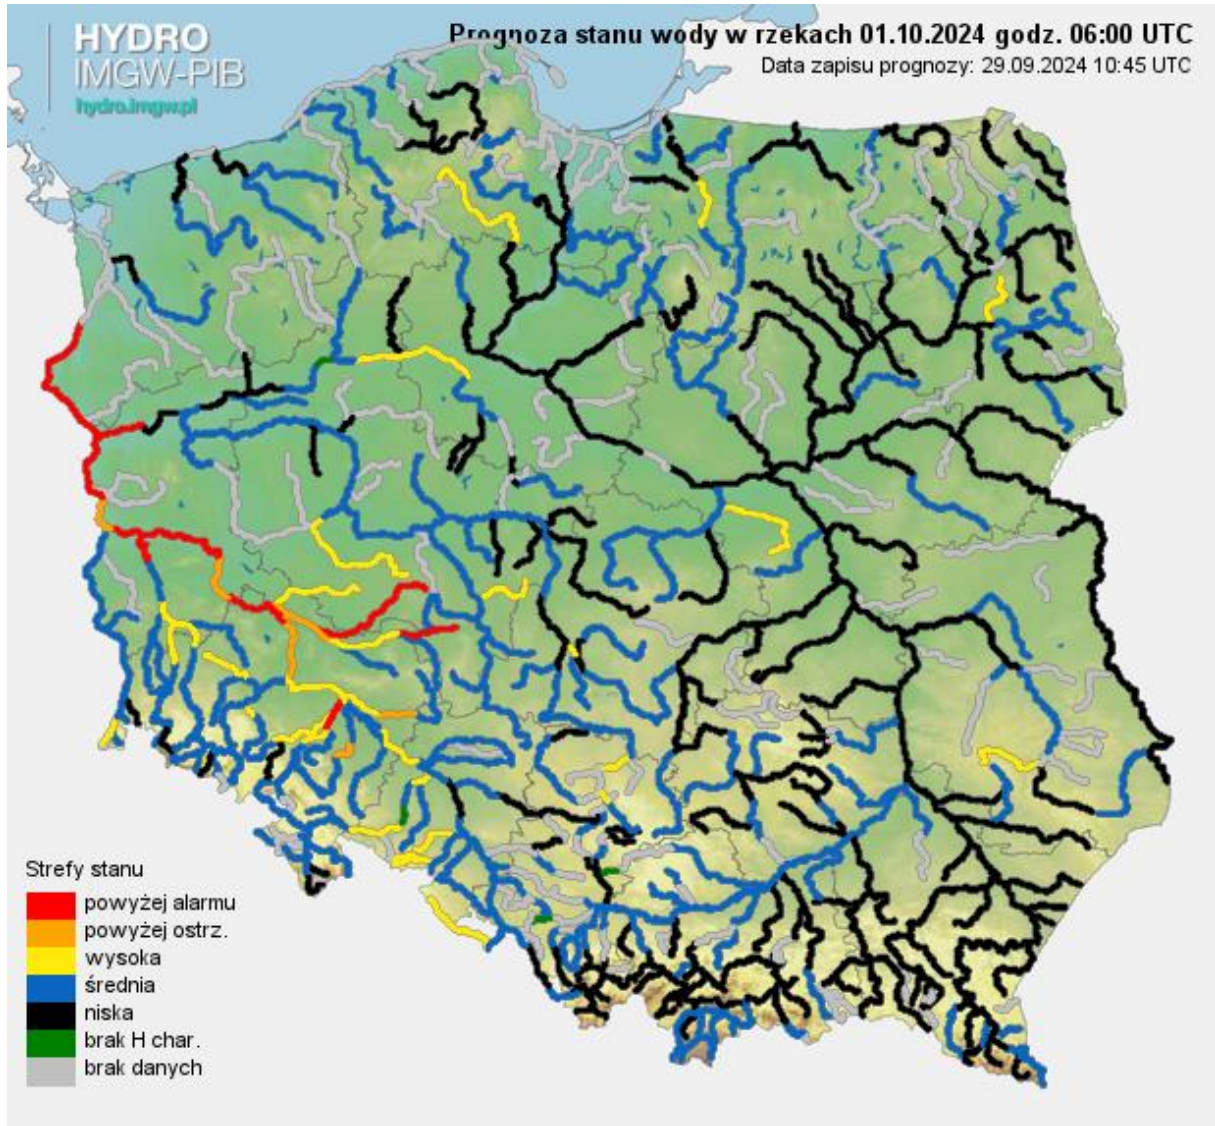 HYDRO
IMGW-PIB
hydro.imgw.pl
Prognoza stanu wody w rzekach 01.10.2024 godz. 06:00 UTC
Data zapisu prognozy: 29.09.2024 10:45 UTC
Strefy stanu
powyżej alarmu
powyżej ostrz.
wysoka
średnia
niska
brak H char.
brak danych